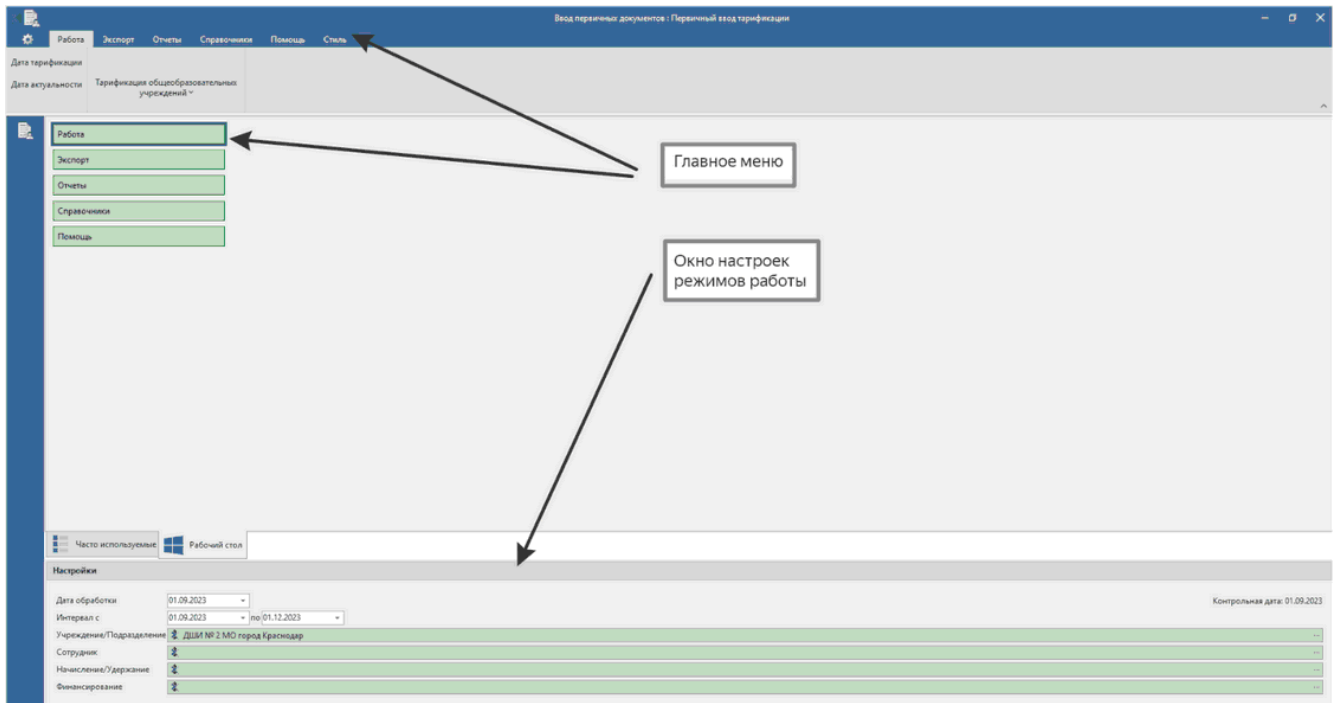 Ввод первичных документов : Первичный ввод тарификации
Работа Экспорт Отчеты Справочники Помощь Стиль
Дата тарификации
Дата актуальности
Тарификация общеобразовательных
учреждений
Работа
Экспорт
Отчеты
Справочники
Помощь
Главное меню
Окно настроек
режимов работы
Часто используемые Рабочий стол
Настройки
Дата обработки 01.09.2023 Контрольная дата: 01.09.2023
Интервал с 01.09.2023 по 01.12.2023
Учреждение/Подразделение ДШИ № 2 МО город Краснодар
Сотрудник
Начисление/Удержание
Финансирование